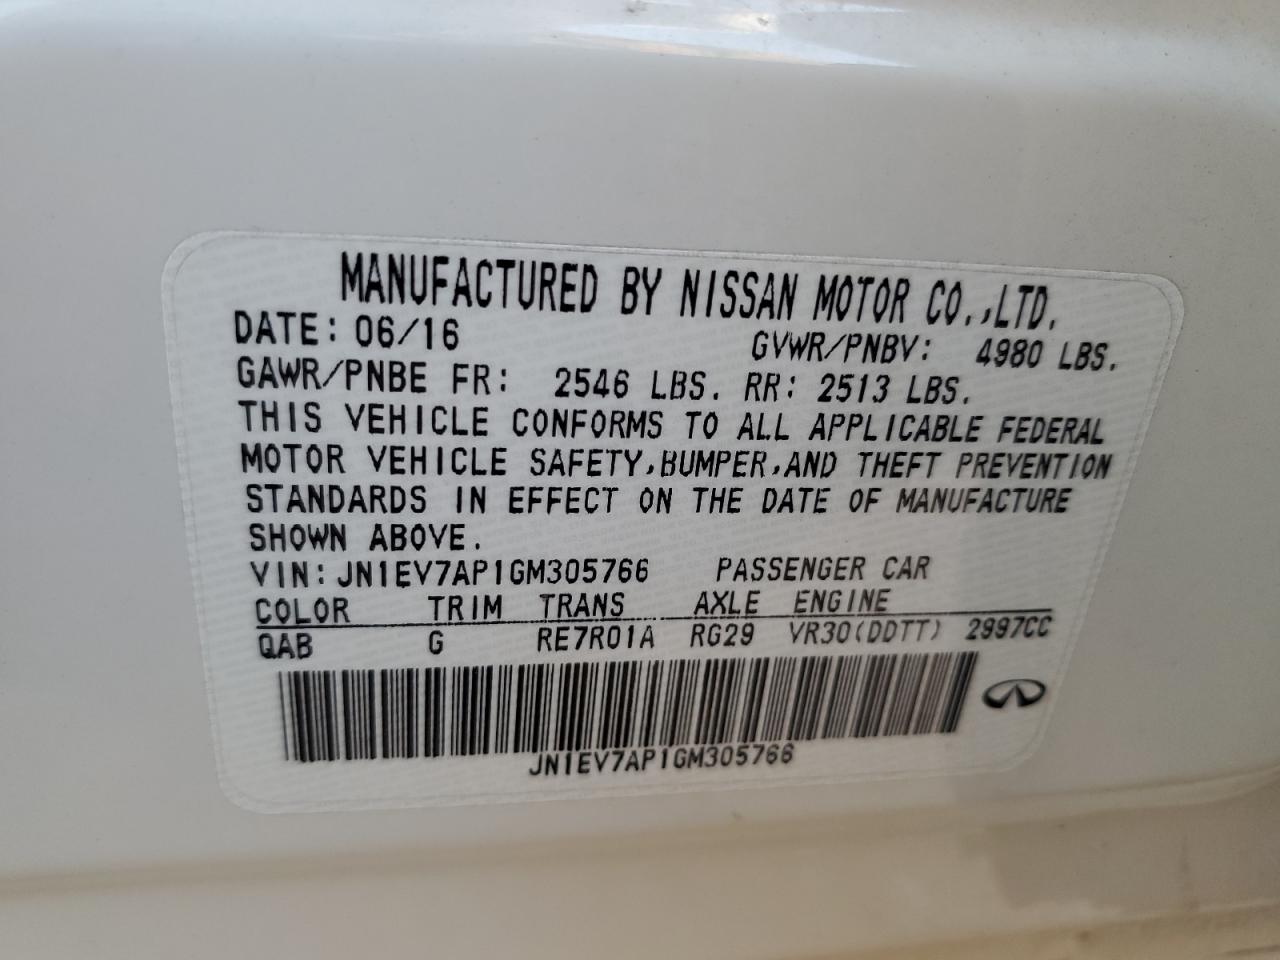 MANUFACTURED BY NISSAN MOTOR CO.,LTD.
DATE: 06/16 GVWR/PNBV: 4980 LBS.
GAWR/PNBE FR: 2546 LBS. RR: 2513 LBS.
THIS VEHICLE CONFORMS TO ALL APPLICABLE FEDERAL
MOTOR VEHICLE SAFETY,BUMPER,AND THEFT PREVENTION
STANDARDS IN EFFECT ON THE DATE OF MANUFACTURE
SHOWN ABOVE.
VIN: JN1EV7AP1GM305766 PASSENGER CAR
COLOR TRIM TRANS AXLE ENGINE
QAB G RE7R01A RG29 VR30(DDTT) 2997CC
JN1EV7AP1GM305766